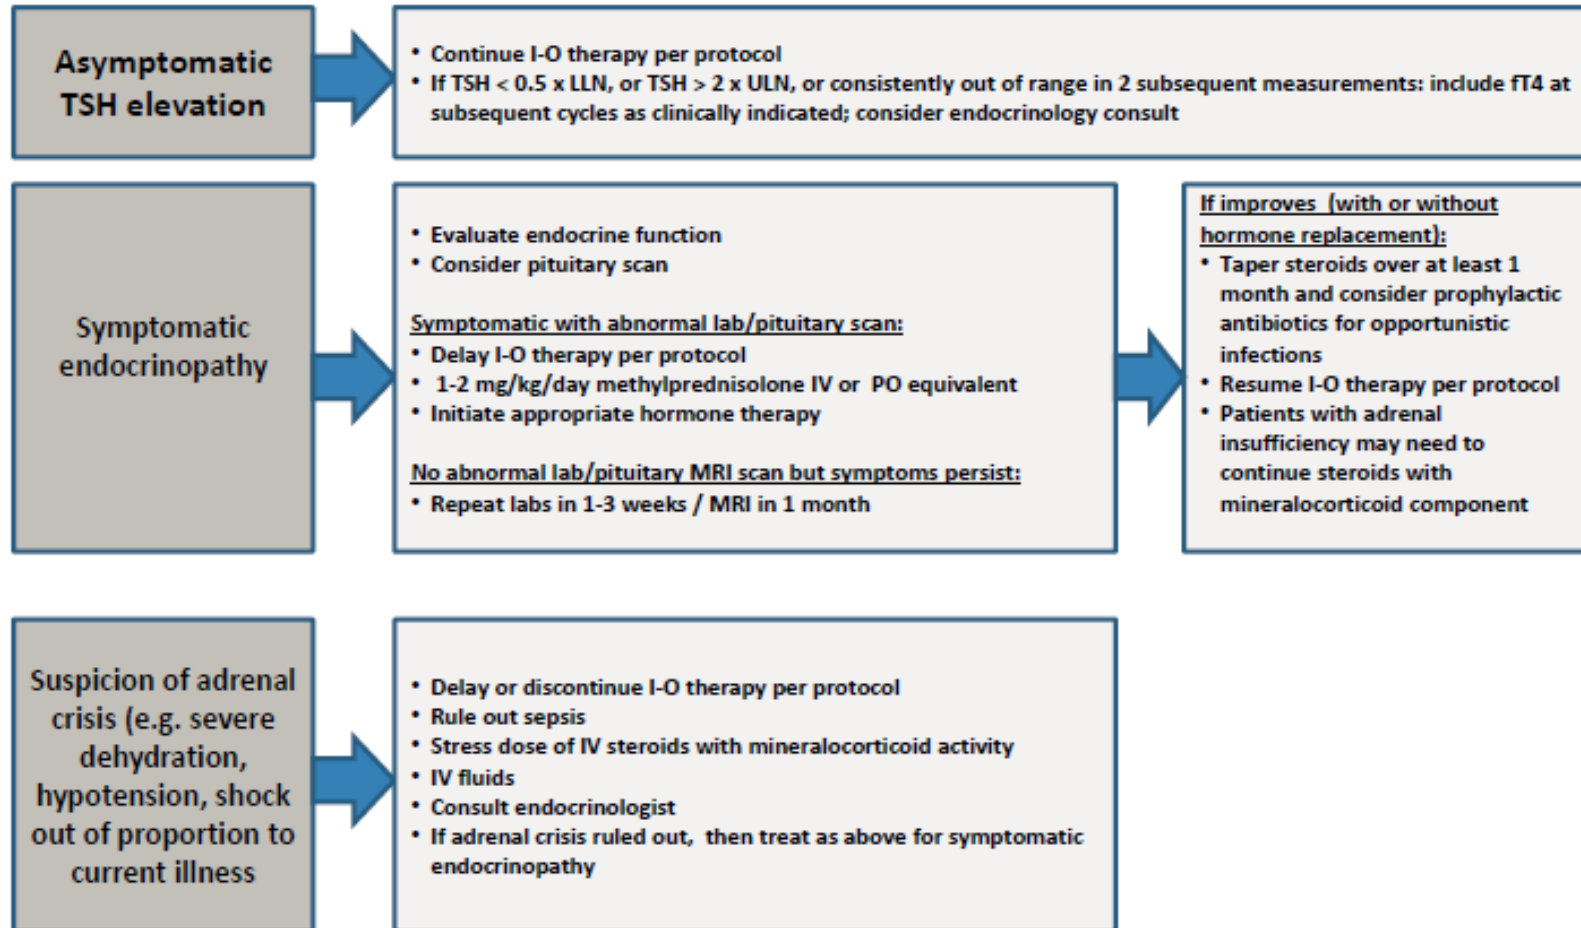 Asymptomatic
TSH elevation
• Continue I-O therapy per protocol
• If TSH < 0.5 x LLN, or TSH > 2 x ULN, or consistently out of range in 2 subsequent measurements: include fT4 at
subsequent cycles as clinically indicated; consider endocrinology consult
Symptomatic
endocrinopathy
• Evaluate endocrine function
• Consider pituitary scan
Symptomatic with abnormal lab/pituitary scan:
• Delay I-O therapy per protocol
• 1-2 mg/kg/day methylprednisolone IV or PO equivalent
• Initiate appropriate hormone therapy
No abnormal lab/pituitary MRI scan but symptoms persist:
• Repeat labs in 1-3 weeks / MRI in 1 month
If improves (with or without
hormone replacement):
• Taper steroids over at least 1
month and consider prophylactic
antibiotics for opportunistic
infections
• Resume I-O therapy per protocol
• Patients with adrenal
insufficiency may need to
continue steroids with
mineralocorticoid component
Suspicion of adrenal
crisis (e.g. severe
dehydration,
hypotension, shock
out of proportion to
current illness
• Delay or discontinue I-O therapy per protocol
• Rule out sepsis
• Stress dose of IV steroids with mineralocorticoid activity
• IV fluids
• Consult endocrinologist
• If adrenal crisis ruled out, then treat as above for symptomatic
endocrinopathy